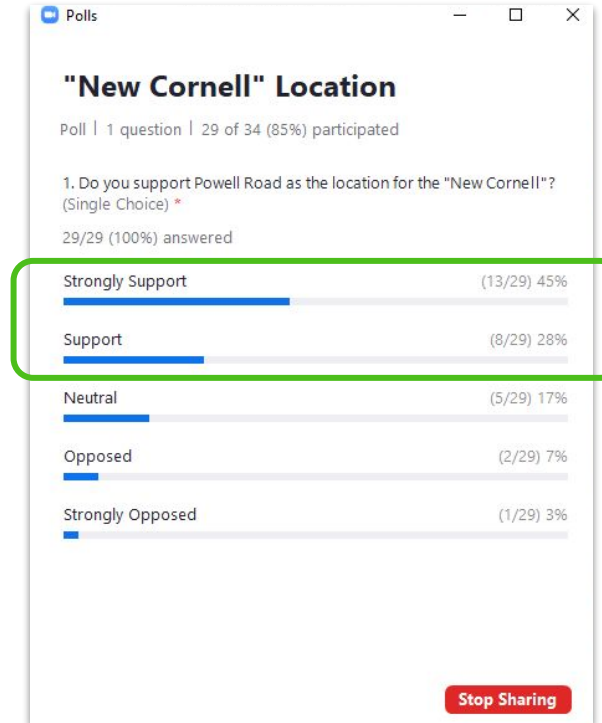 Polls
"New Cornell" Location
Poll | 1 question | 29 of 34 (85%) participated
1. Do you support Powell Road as the location for the "New Cornell"?
(Single Choice) *
29/29 (100%) answered
Strongly Support (13/29) 45%
Support (8/29) 28%
Neutral (5/29) 17%
Opposed (2/29) 7%
Strongly Opposed (1/29) 3%
Stop Sharing